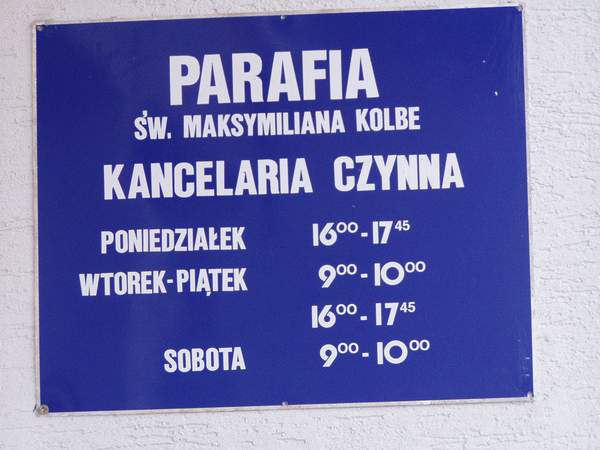 PARAFIA
ŚW. MAKSYMILIANA KOLBE
KANCELARIA CZYNNA
PONIEDZIAŁEK 16⁰⁰-17⁴⁵
WTOREK-PIĄTEK 9⁰⁰-10⁰⁰
16⁰⁰-17⁴⁵
SOBOTA 9⁰⁰-10⁰⁰